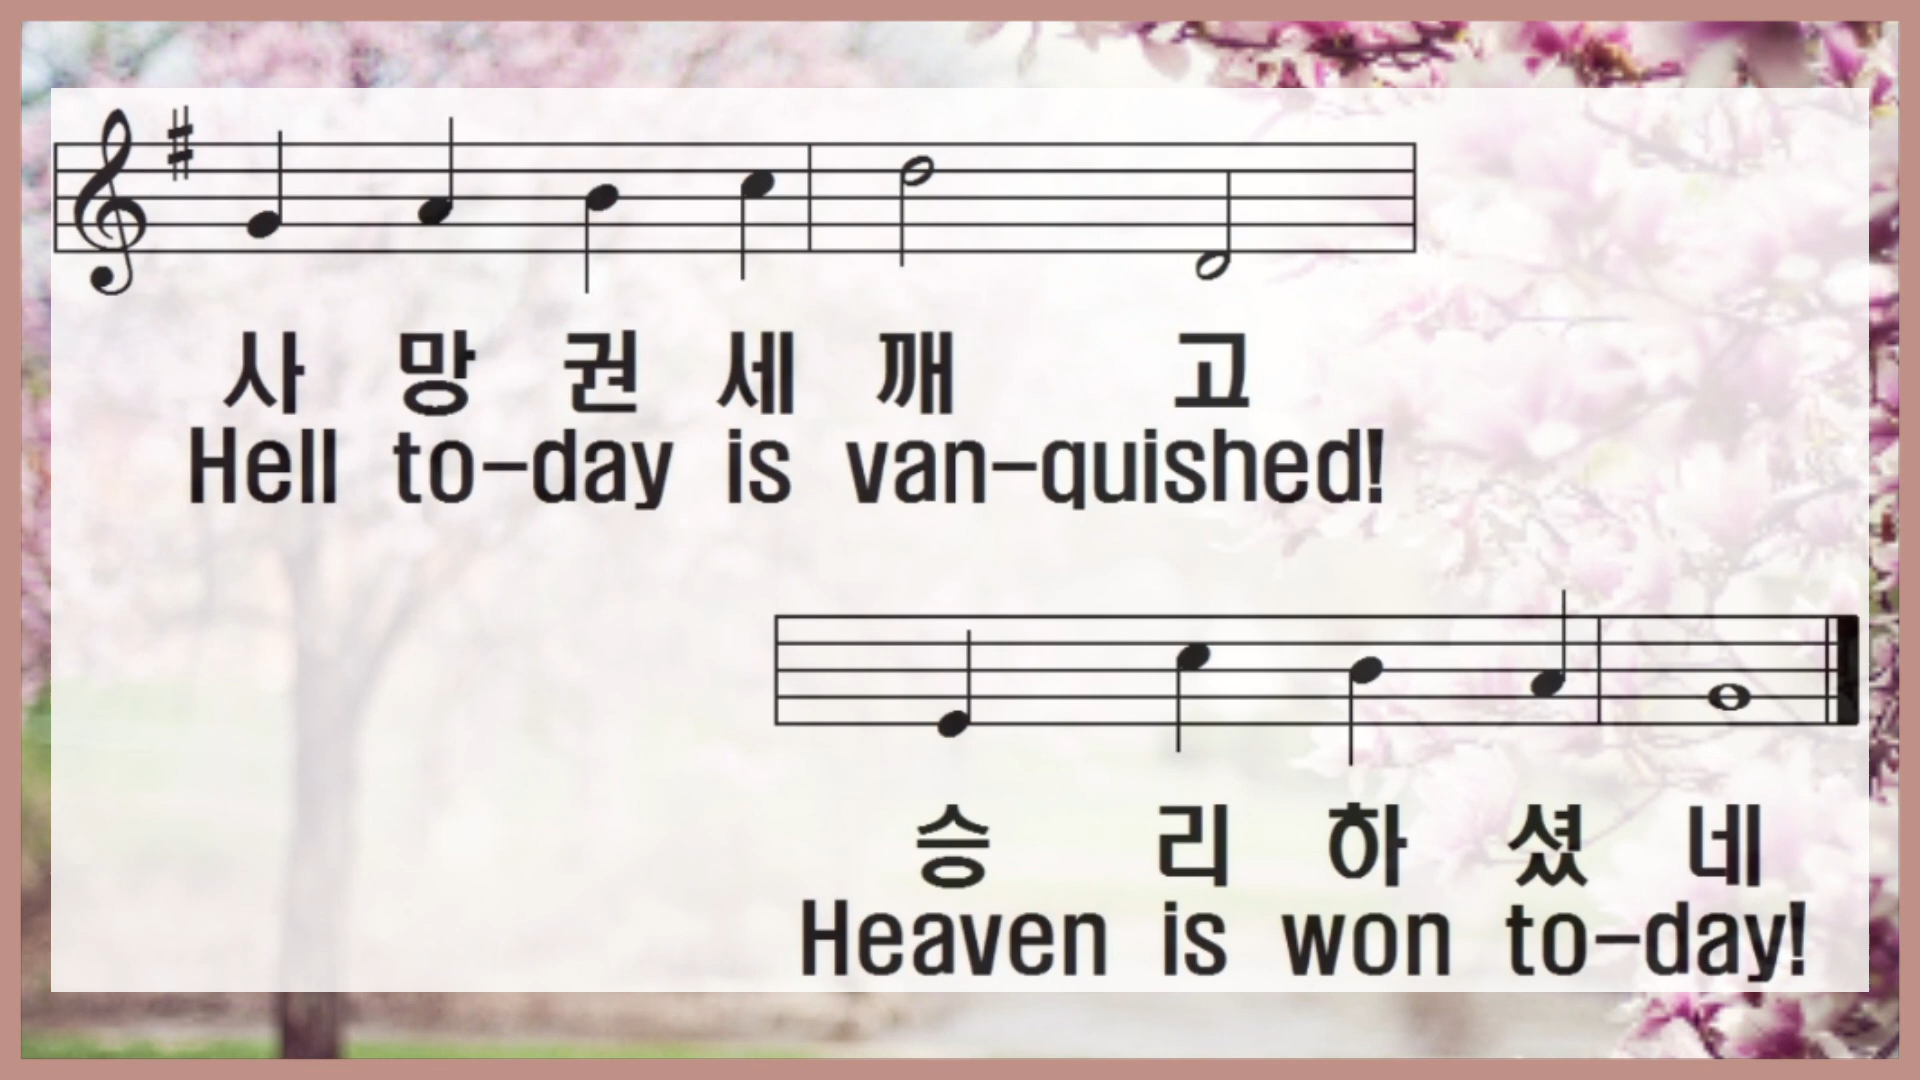 사 망 권 세 깨 고
Hell to-day is van-quished!
승 리 하 셨 네
Heaven is won to-day!